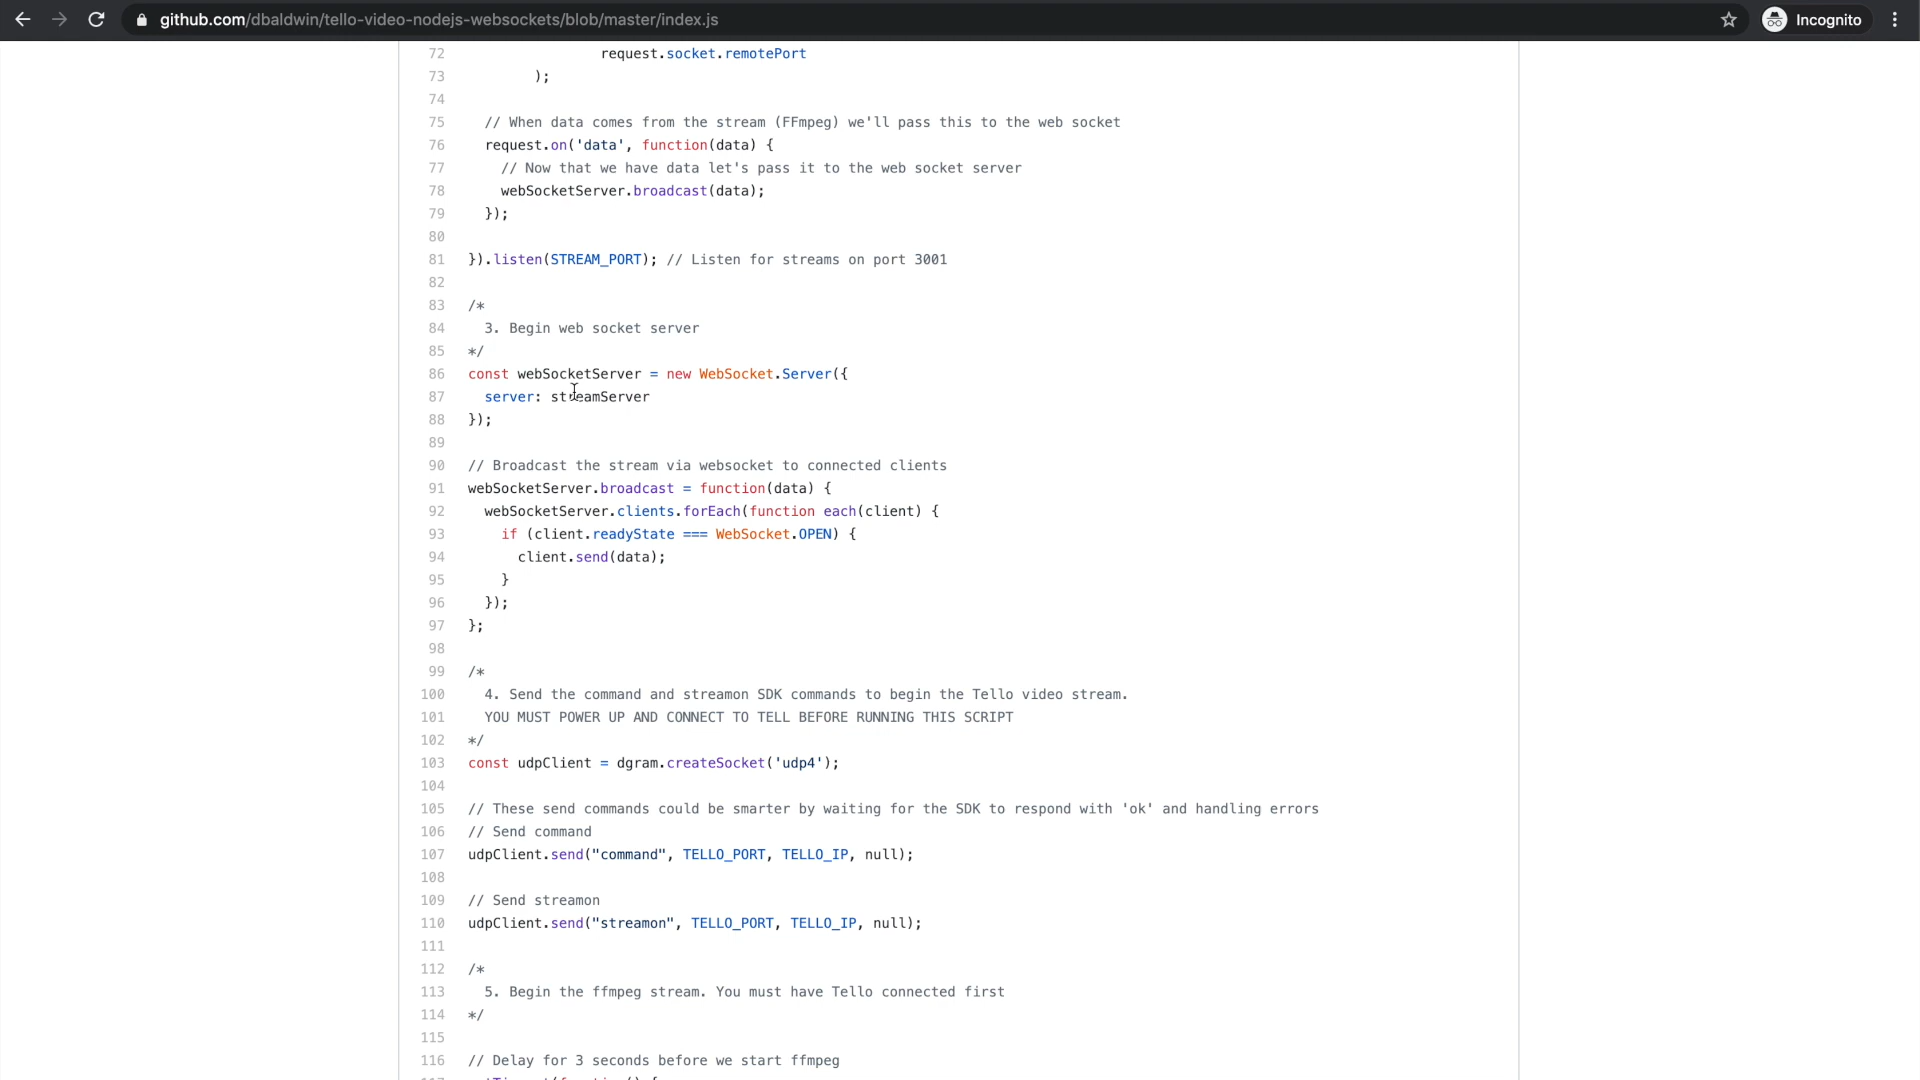 github.com/dbaldwin/tello-video-nodejs-websockets/blob/master/index.js
Incognito
72 request.socket.remotePort
73 );
74
75 // When data comes from the stream (FFmpeg) we'll pass this to the web socket
76 request.on('data', function(data) {
77 // Now that we have data let's pass it to the web socket server
78 webSocketServer.broadcast(data);
79 });
80
81 }).listen(STREAM_PORT); // Listen for streams on port 3001
82
83 /*
84 3. Begin web socket server
85 */
86 const webSocketServer = new WebSocket.Server({
87 server: streamServer
88 });
89
90 // Broadcast the stream via websocket to connected clients
91 webSocketServer.broadcast = function(data) {
92 webSocketServer.clients.forEach(function each(client) {
93 if (client.readyState === WebSocket.OPEN) {
94 client.send(data);
95 }
96 });
97 };
98
99 /*
100 4. Send the command and streamon SDK commands to begin the Tello video stream.
101 YOU MUST POWER UP AND CONNECT TO TELL BEFORE RUNNING THIS SCRIPT
102 */
103 const udpClient = dgram.createSocket('udp4');
104
105 // These send commands could be smarter by waiting for the SDK to respond with 'ok' and handling errors
106 // Send command
107 udpClient.send("command", TELLO_PORT, TELLO_IP, null);
108
109 // Send streamon
110 udpClient.send("streamon", TELLO_PORT, TELLO_IP, null);
111
112 /*
113 5. Begin the ffmpeg stream. You must have Tello connected first
114 */
115
116 // Delay for 3 seconds before we start ffmpeg